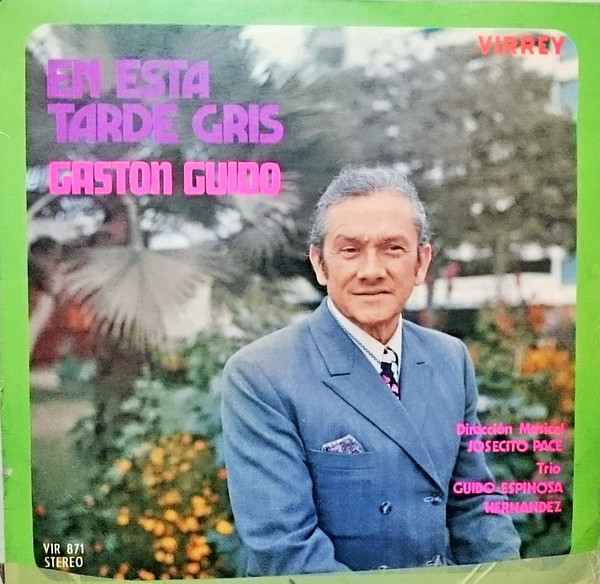 VIRREY
EN ESTA
TARDE GRIS
GASTON GUIDO
Dirección Musical
JOSECITO PACE
Trio
GUIDO-ESPINOSA
HERNANDEZ
VIR 871
STEREO